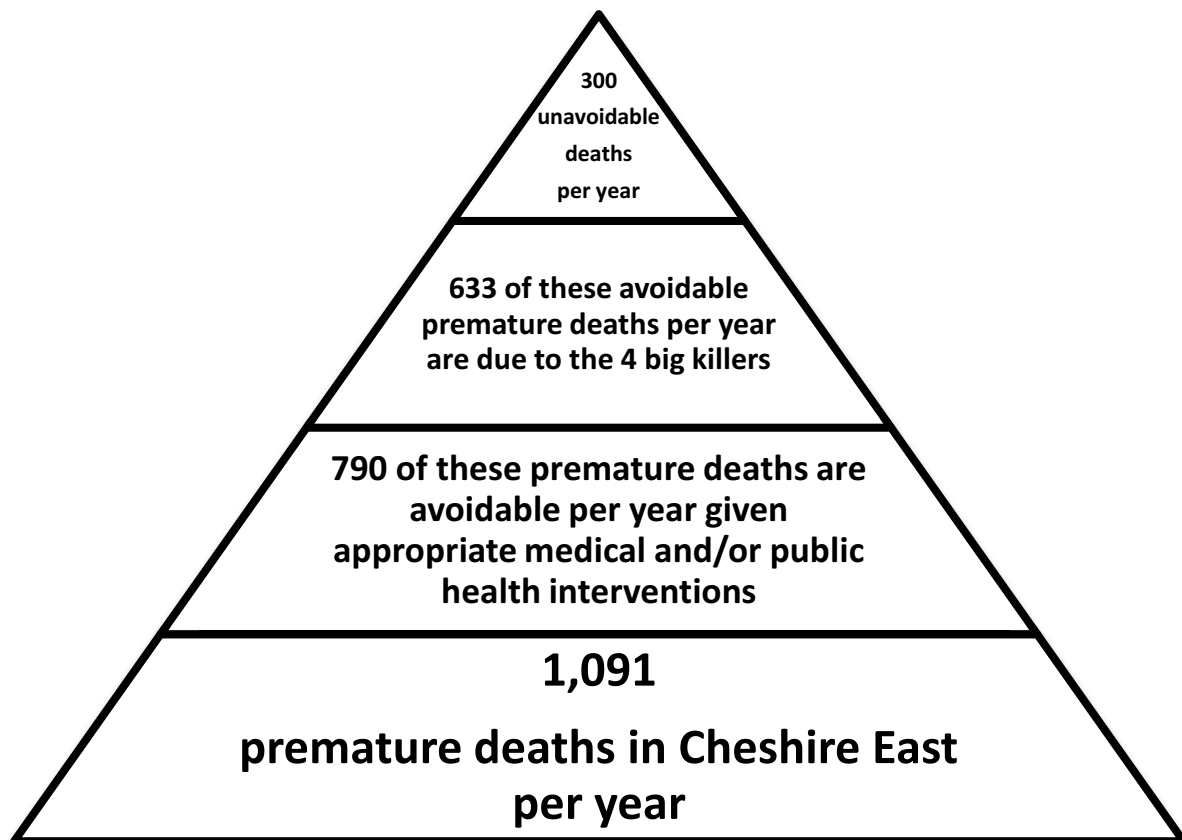 300
unavoidable
deaths
per year
633 of these avoidable
premature deaths per year
are due to the 4 big killers
790 of these premature deaths are
avoidable per year given
appropriate medical and/or public
health interventions
1,091
premature deaths in Cheshire East
per year